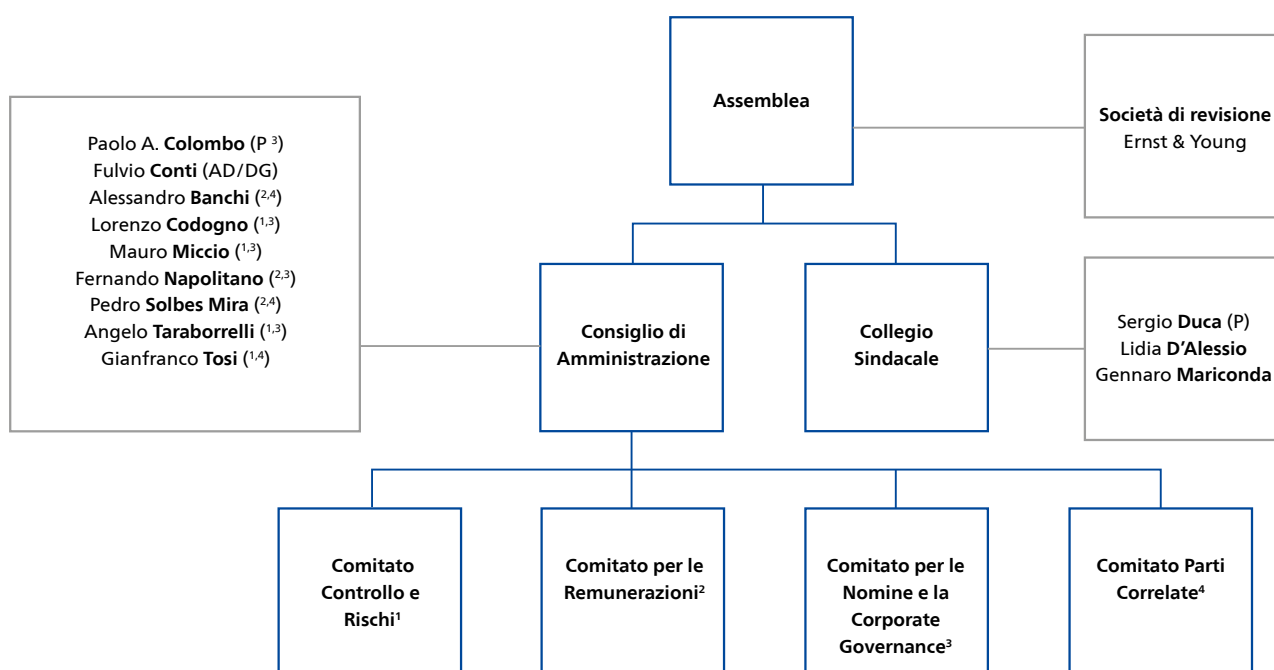 Assemblea
Società di revisione
Ernst & Young
Paolo A. Colombo (P ³)
Fulvio Conti (AD/DG)
Alessandro Banchi (²,⁴)
Lorenzo Codogno (¹,³)
Mauro Miccio (¹,³)
Fernando Napolitano (²,³)
Pedro Solbes Mira (²,⁴)
Angelo Taraborrelli (¹,³)
Gianfranco Tosi (¹,⁴)
Consiglio di
Amministrazione
Collegio
Sindacale
Sergio Duca (P)
Lidia D'Alessio
Gennaro Mariconda
Comitato
Controllo e
Rischi¹
Comitato per le
Remunerazioni²
Comitato per le
Nomine e la
Corporate
Governance³
Comitato Parti
Correlate⁴